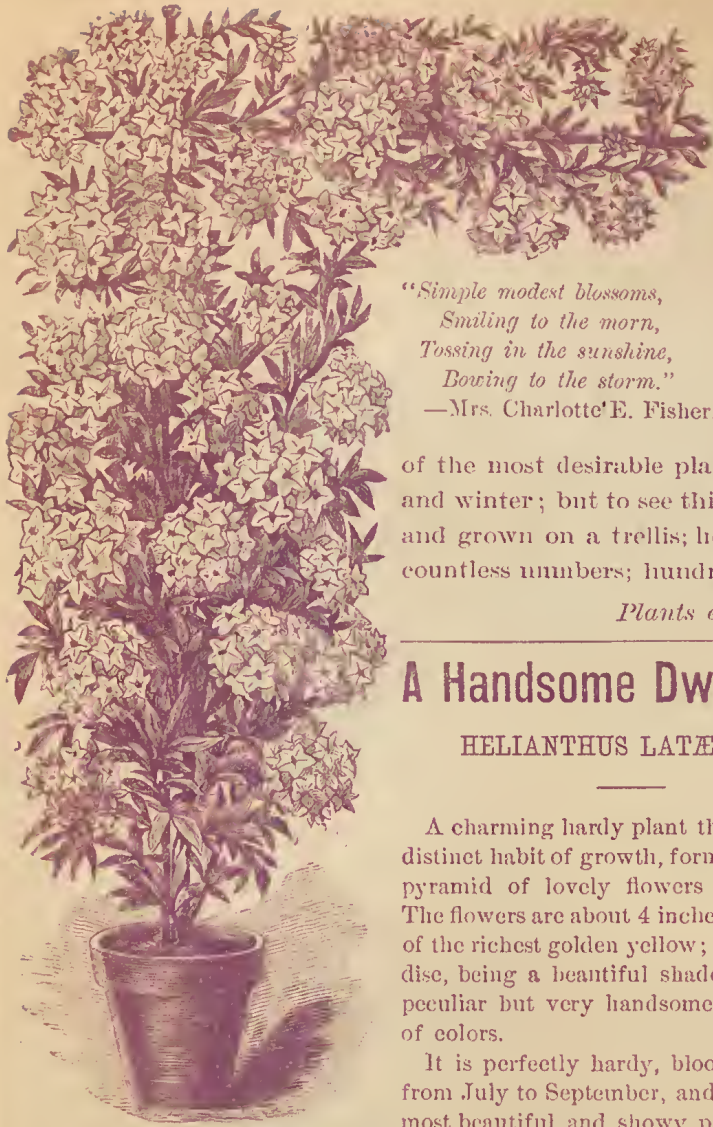 “Simple modest blossoms,
Smiling to the morn,
Tossing in the sunshine,
Bowing to the storm.”
—Mrs. Charlotte E. Fisher
of the most desirable pla
and winter; but to see thi
and grown on a trellis; h
countless numbers; hundr
Plants
A Handsome Dw
HELIANTHUS LATÆ
A charming hardy plant th
distinct habit of growth, form
pyramid of lovely flowers
The flowers are about 4 inche
of the richest golden yellow;
disc, being a beautiful shad
peculiar but very handsome
of colors.
It is perfectly hardy, bloo
from July to September, and
most beautiful and showy p